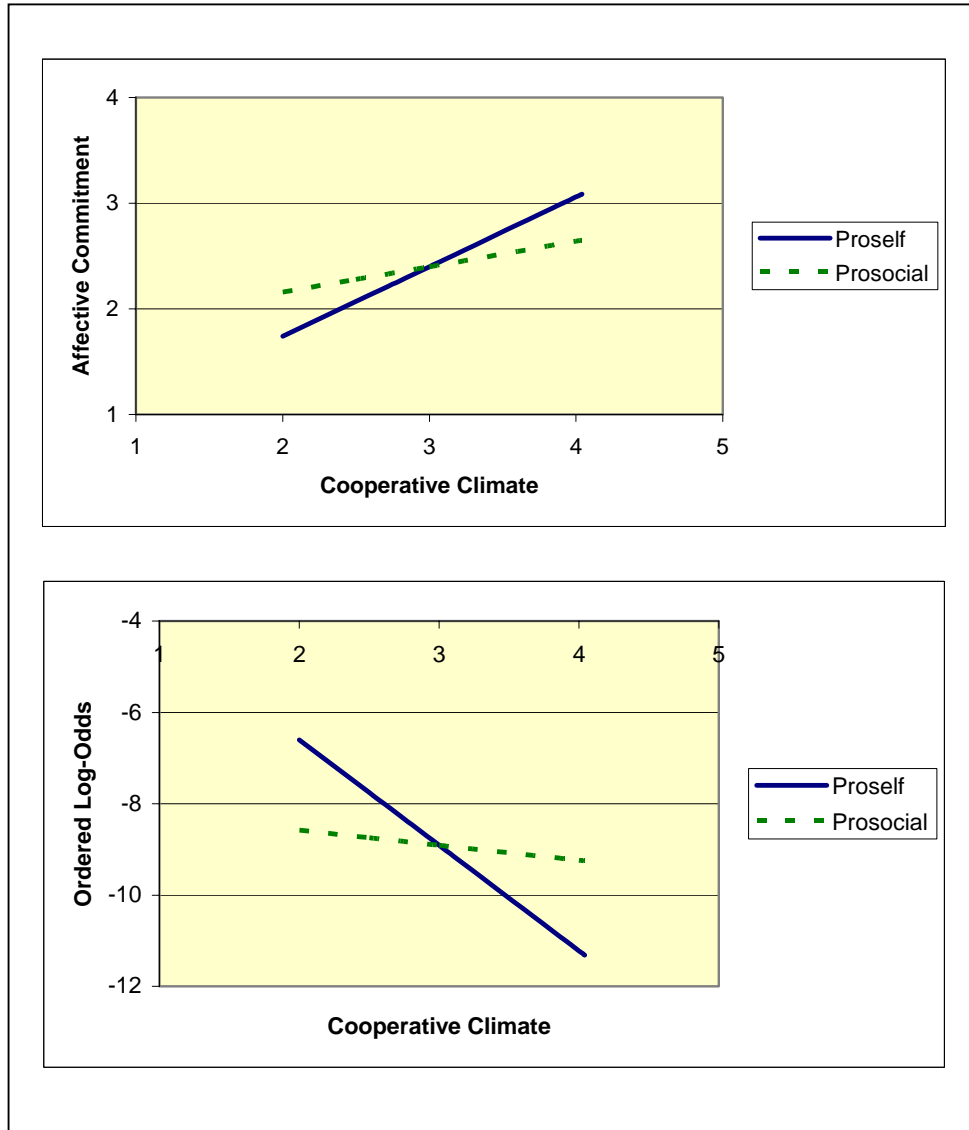 4
3
2
1
1 2 3 4 5
Affective Commitment
Cooperative Climate
Proself
Prosocial
-4
1 2 3 4 5
-6
-8
-10
-12
Ordered Log-Odds
Cooperative Climate
Proself
Prosocial